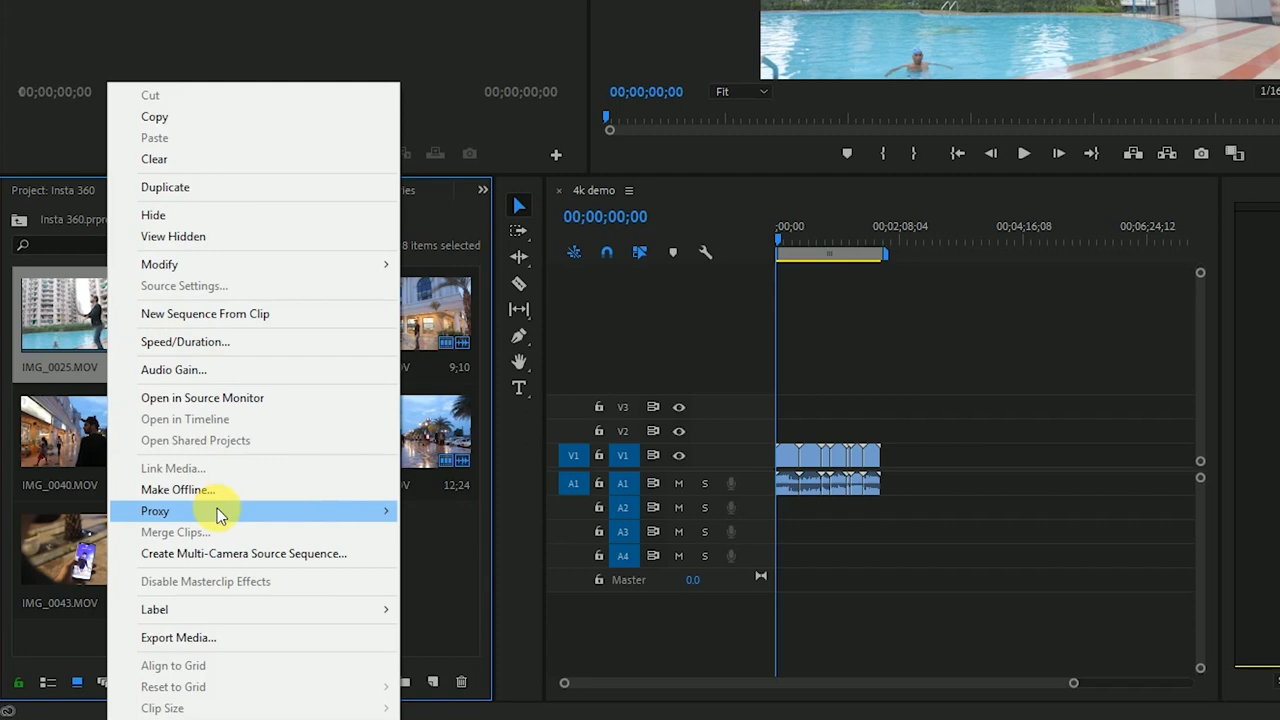 00;00;00;00
00;00;00;00
00;00;00;00
Fit
1/16
Cut
Copy
Paste
Clear
Duplicate
Hide
View Hidden
Modify
Source Settings...
New Sequence From Clip
Speed/Duration...
Audio Gain...
Open in Source Monitor
Open in Timeline
Open Shared Projects
Link Media...
Make Offline...
Proxy
Merge Clips...
Create Multi-Camera Source Sequence...
Disable Masterclip Effects
Label
Export Media...
Align to Grid
Reset to Grid
Clip Size
Project: Insta 360
Insta 360.prproj
8 items selected
IMG_0025.MOV
9;10
IMG_0040.MOV
12;24
IMG_0043.MOV
× 4k demo
00;00;00;00
;00;00
00;02;08;04
00;04;16;08
00;06;24;12
V3
V2
V1 V1
A1 A1 M S
A2 M S
A3 M S
A4 M S
Master 0.0